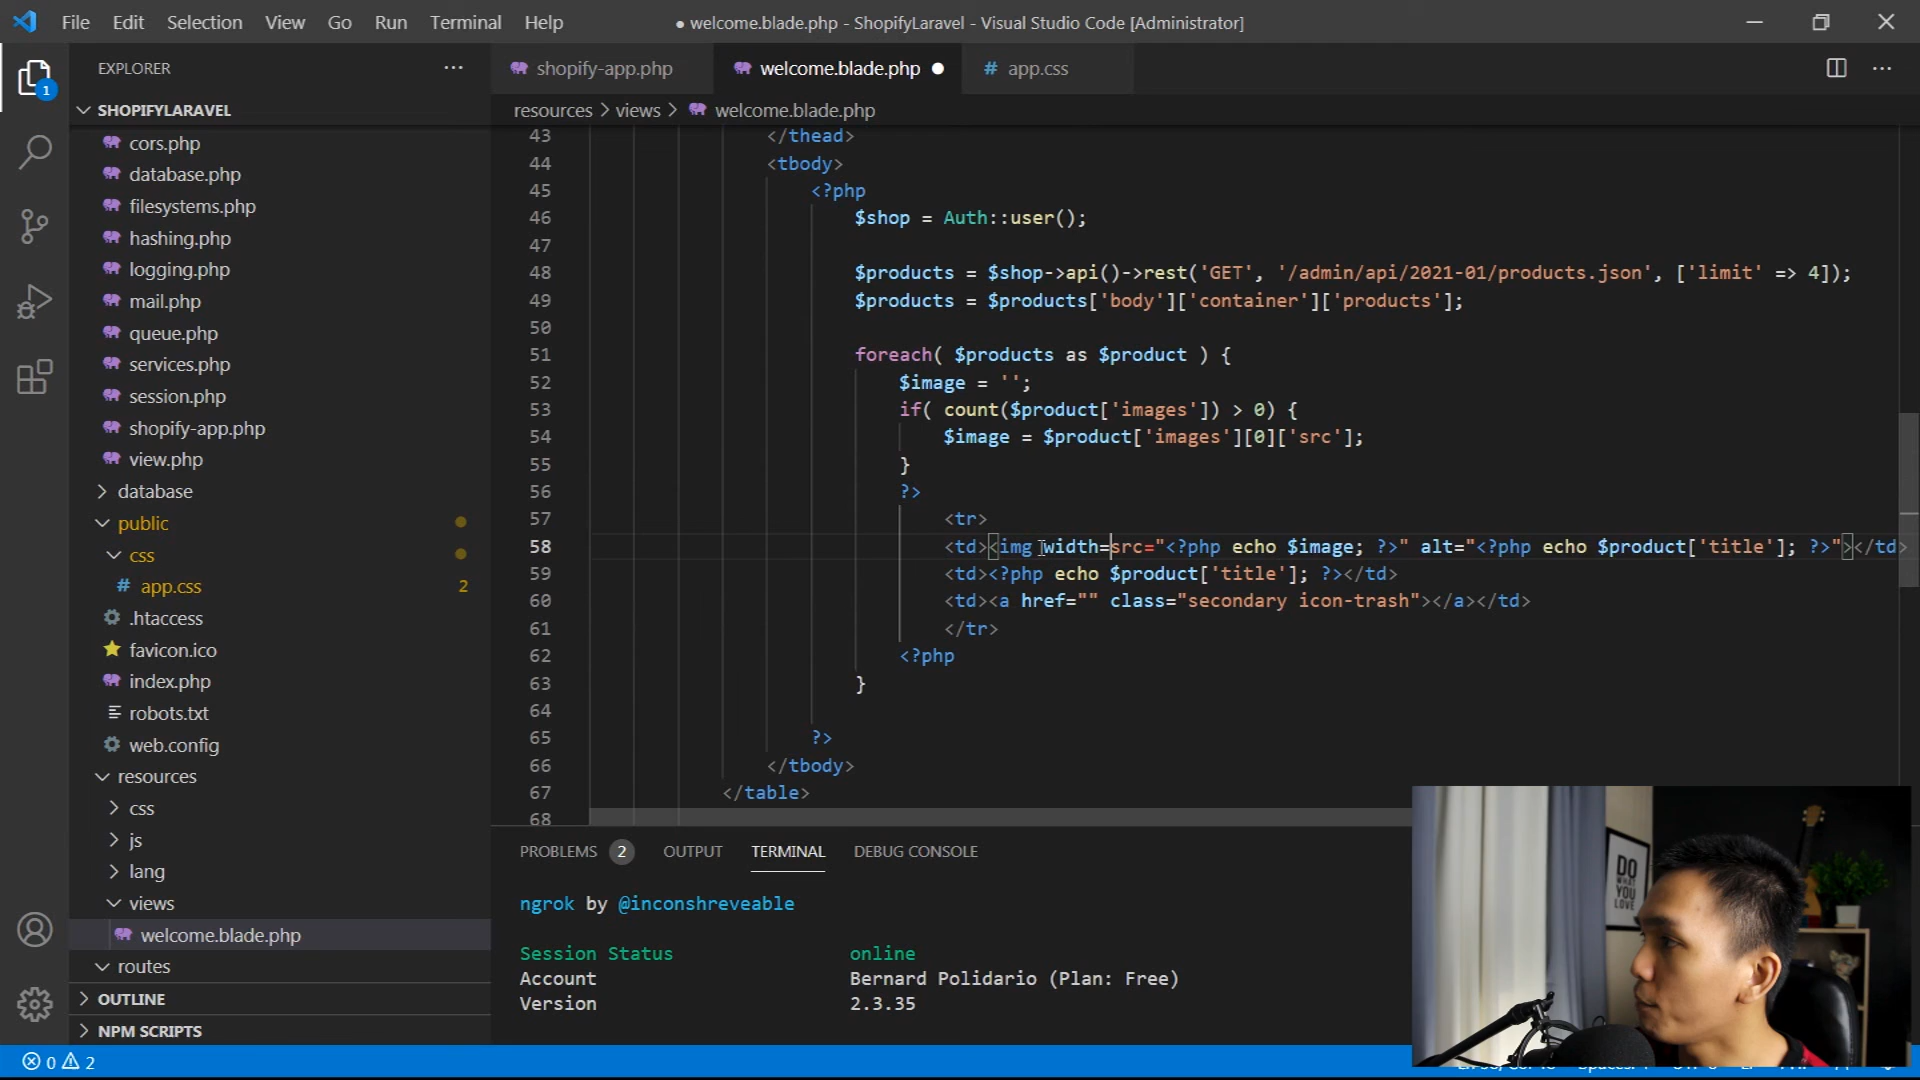 File Edit Selection View Go Run Terminal Help
● welcome.blade.php - ShopifyLaravel - Visual Studio Code [Administrator]
EXPLORER
SHOPIFYLARAVEL
cors.php
database.php
filesystems.php
hashing.php
logging.php
mail.php
queue.php
services.php
session.php
shopify-app.php
view.php
database
public
css
app.css 2
.htaccess
favicon.ico
index.php
robots.txt
web.config
resources
css
js
lang
views
welcome.blade.php
routes
OUTLINE
NPM SCRIPTS
1
0 2
shopify-app.php welcome.blade.php ● # app.css
resources > views > welcome.blade.php
43 </thead>
44 <tbody>
45 <?php
46 $shop = Auth::user();
47
48 $products = $shop->api()->rest('GET', '/admin/api/2021-01/products.json', ['limit' => 4]);
49 $products = $products['body']['container']['products'];
50
51 foreach( $products as $product ) {
52 $image = '';
53 if( count($product['images']) > 0) {
54 $image = $product['images'][0]['src'];
55 }
56 ?>
57 <tr>
58 <td><img width=src="<?php echo $image; ?>" alt="<?php echo $product['title']; ?>"></td>
59 <td><?php echo $product['title']; ?></td>
60 <td><a href="" class="secondary icon-trash"></a></td>
61 </tr>
62 <?php
63 }
64
65 ?>
66 </tbody>
67 </table>
68
PROBLEMS 2 OUTPUT TERMINAL DEBUG CONSOLE
ngrok by @inconshreveable
Session Status online
Account Bernard Polidario (Plan: Free)
Version 2.3.35
DO
WHAT
YOU
LOVE